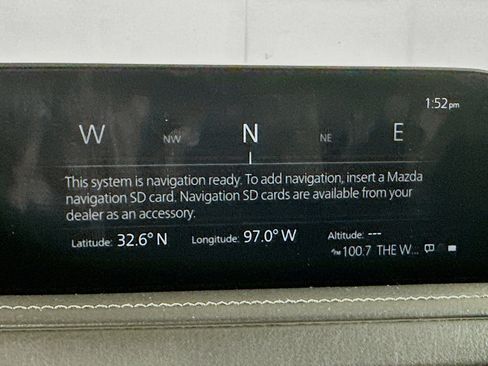 1:52pm
W NW N NE E
This system is navigation ready. To add navigation, insert a Mazda
navigation SD card. Navigation SD cards are available from your
dealer as an accessory.
Latitude: 32.6° N Longitude: 97.0° W Altitude: ---
100.7 THE W...